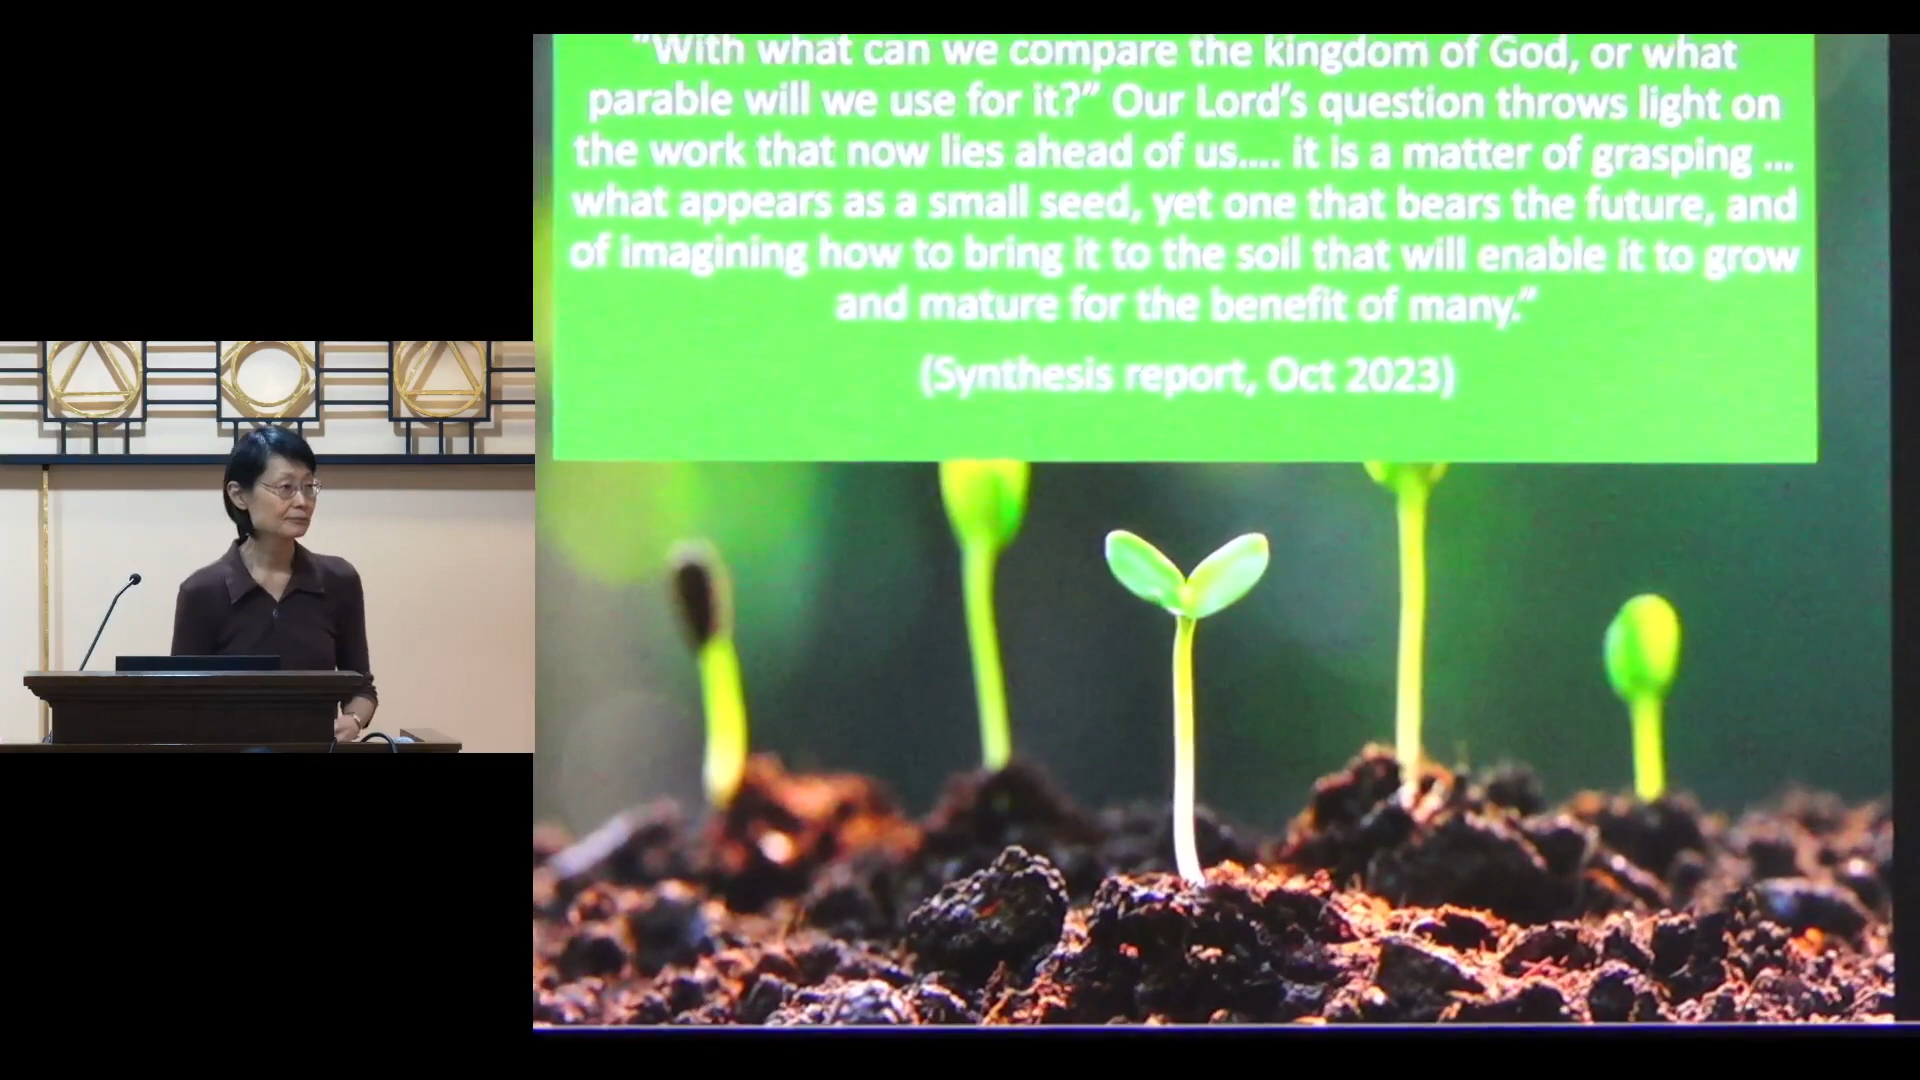 “With what can we compare the kingdom of God, or what
parable will we use for it?” Our Lord’s question throws light on
the work that now lies ahead of us.... it is a matter of grasping ...
what appears as a small seed, yet one that bears the future, and
of imagining how to bring it to the soil that will enable it to grow
and mature for the benefit of many.”
(Synthesis report, Oct 2023)